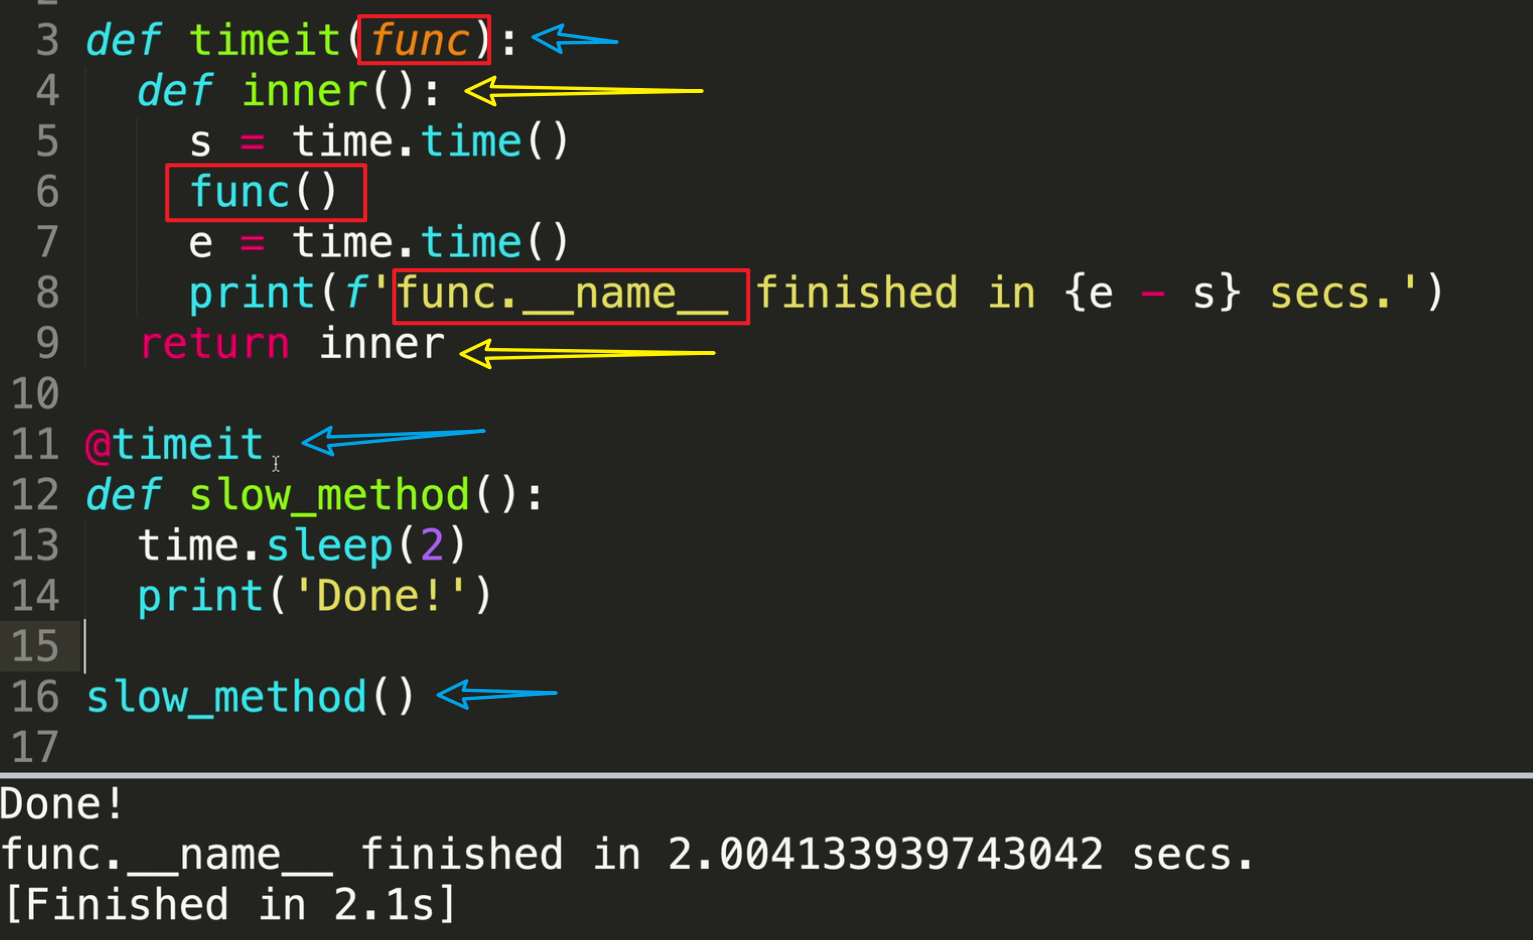 3 def timeit(func):
4 def inner():
5 s = time.time()
6 func()
7 e = time.time()
8 print(f'func.__name__ finished in {e - s} secs.')
9 return inner
10
11 @timeit
12 def slow_method():
13 time.sleep(2)
14 print('Done!')
15
16 slow_method()
17
Done!
func.__name__ finished in 2.004133939743042 secs.
[Finished in 2.1s]